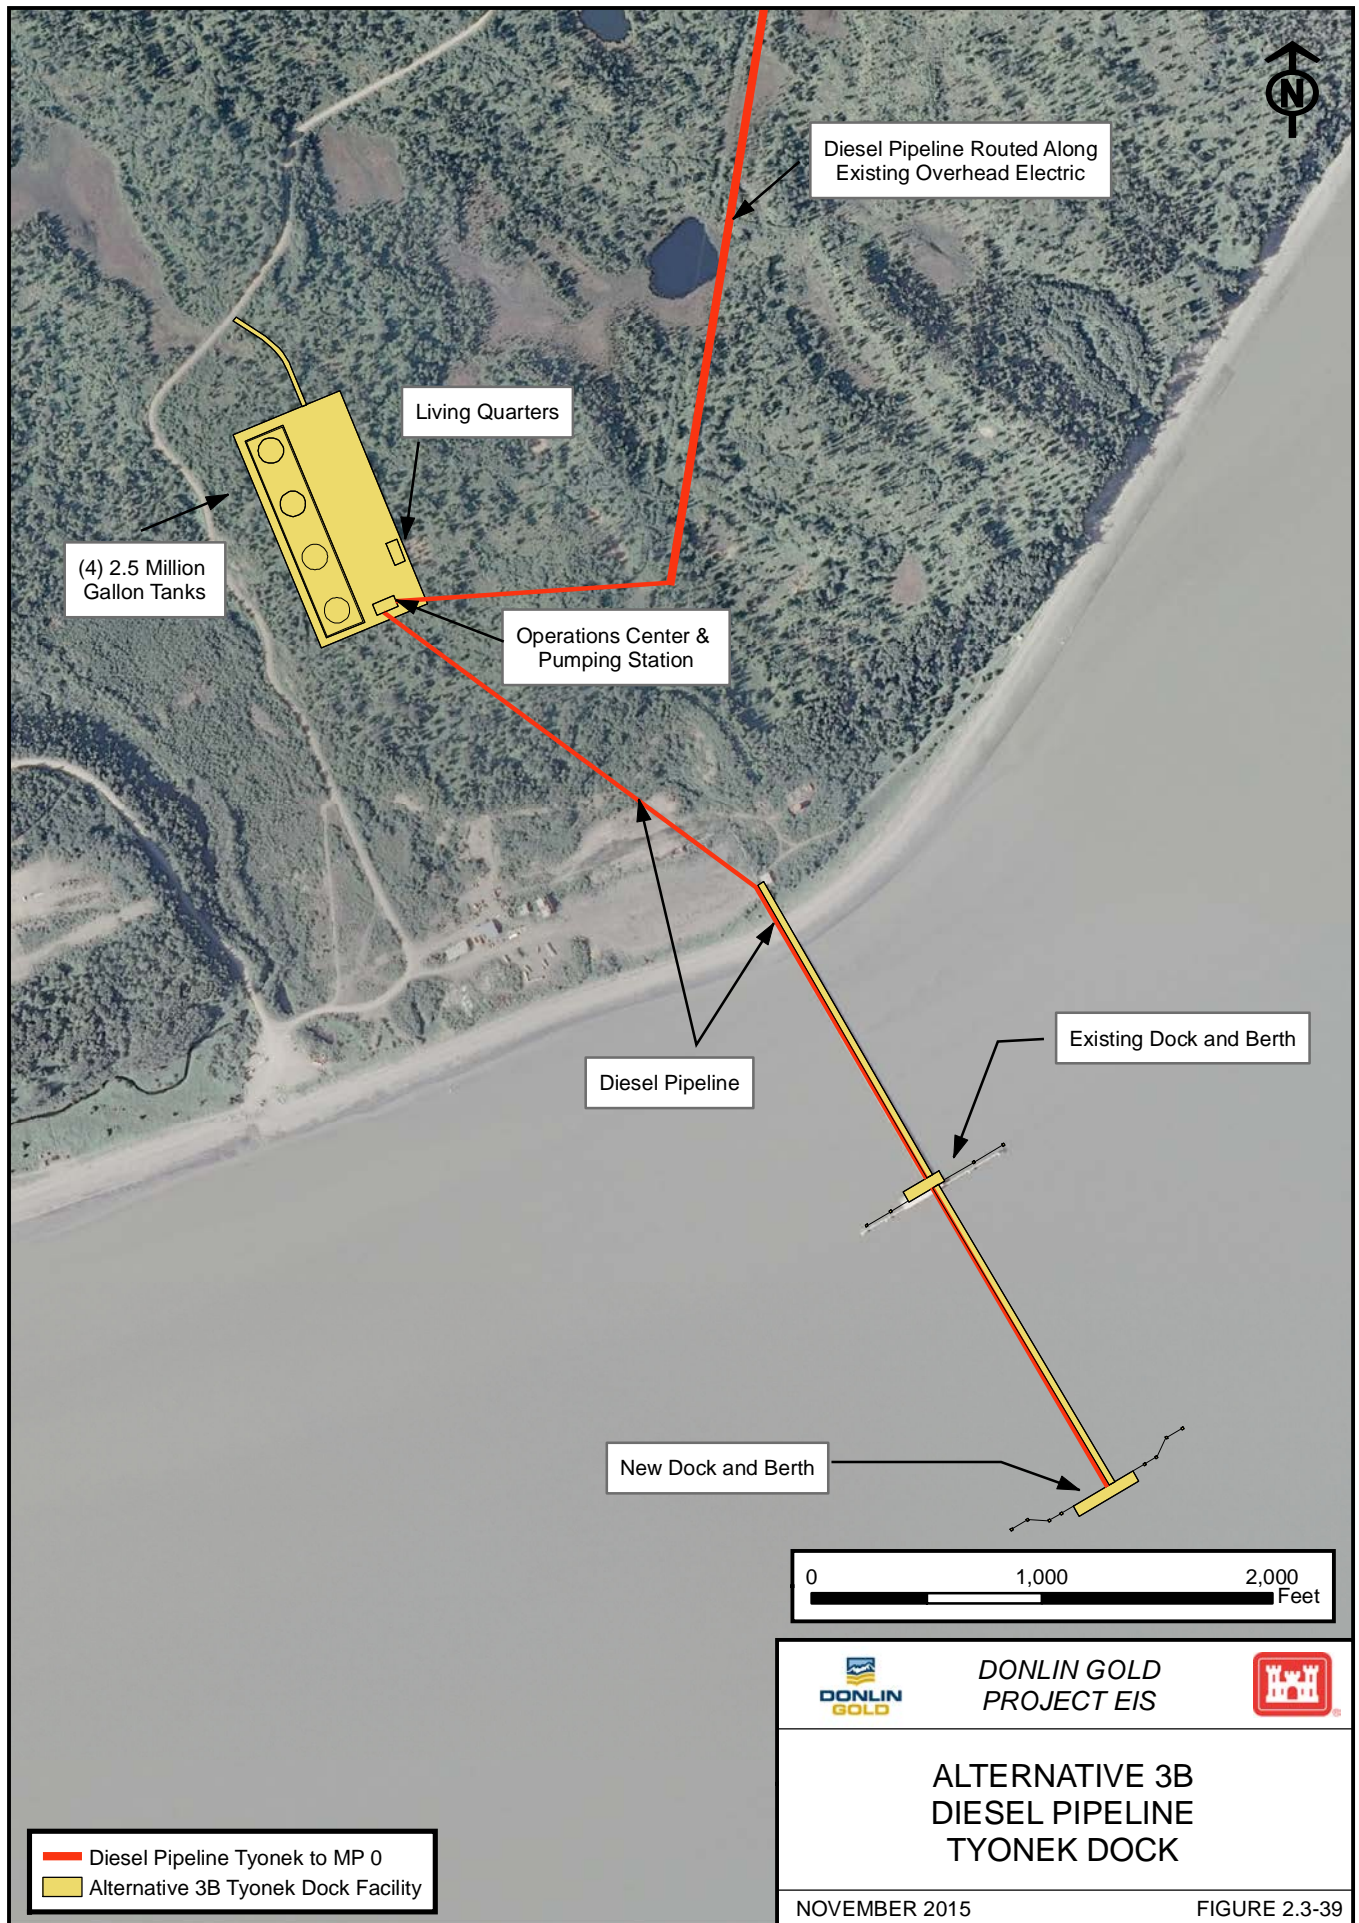 N
Diesel Pipeline Routed Along
Existing Overhead Electric
Living Quarters
(4) 2.5 Million
Gallon Tanks
Operations Center &
Pumping Station
Existing Dock and Berth
Diesel Pipeline
New Dock and Berth
0 1,000 2,000
Feet
DONLIN
GOLD
DONLIN GOLD
PROJECT EIS
®
ALTERNATIVE 3B
DIESEL PIPELINE
TYONEK DOCK
Diesel Pipeline Tyonek to MP 0
Alternative 3B Tyonek Dock Facility
NOVEMBER 2015 FIGURE 2.3-39